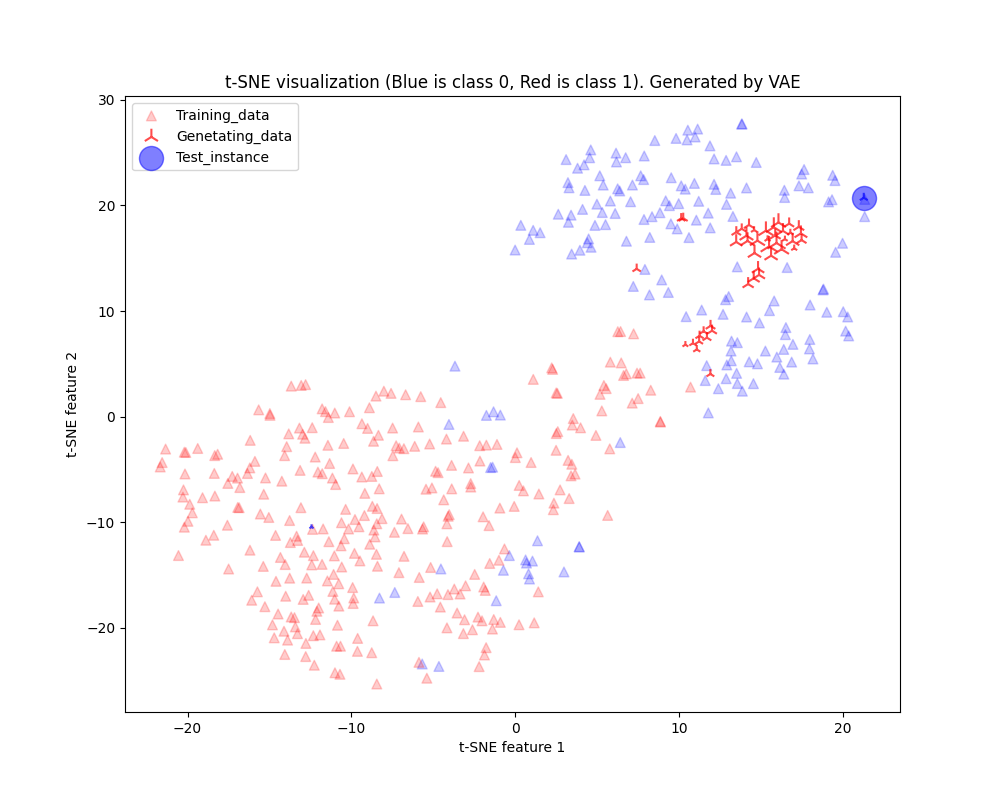 t-SNE visualization (Blue is class 0, Red is class 1). Generated by VAE
Training_data
Genetating_data
Test_instance
30
20
10
0
−10
−20
t-SNE feature 2
−20
−10
0
10
20
t-SNE feature 1